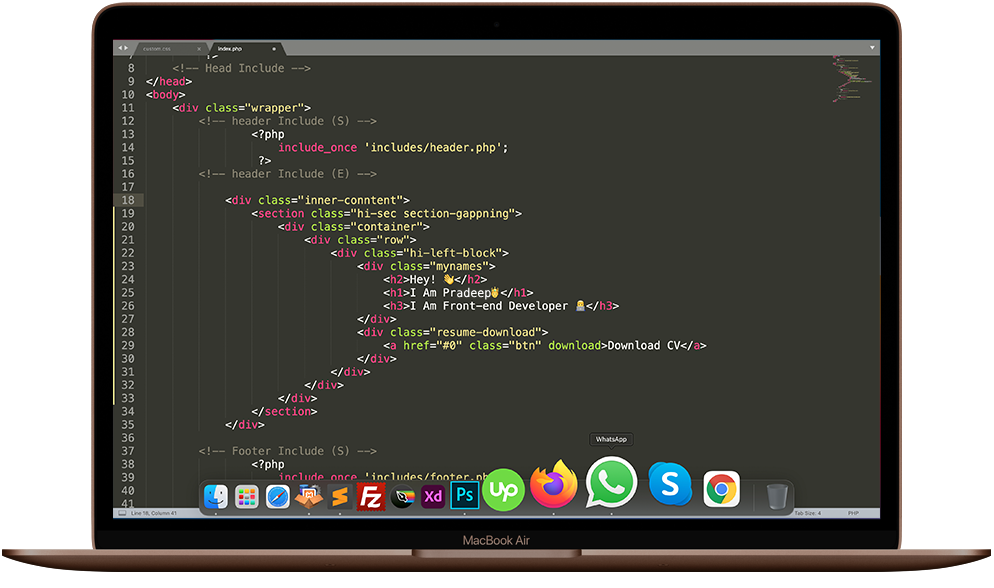 custom.css
index.php
7 ?>
8 <!-- Head Include -->
9 </head>
10 <body>
11 <div class="wrapper">
12 <!-- header Include (S) -->
13 <?php
14 include_once 'includes/header.php';
15 ?>
16 <!-- header Include (E) -->
17
18 <div class="inner-conntent">
19 <section class="hi-sec section-gappning">
20 <div class="container">
21 <div class="row">
22 <div class="hi-left-block">
23 <div class="mynames">
24 <h2>Hey! 👋</h2>
25 <h1>I Am Pradeep🤴</h1>
26 <h3>I Am Front-end Developer 👨‍💻</h3>
27 </div>
28 <div class="resume-download">
29 <a href="#0" class="btn" download>Download CV</a>
30 </div>
31 </div>
32 </div>
33 </div>
34 </section>
35 </div>
36
37 <!-- Footer Include (S) -->
38 <?php
39 include_once 'includes/footer.ph
40
41
WhatsApp
Fz
Xd
Ps
Up
S
Line 18, Column 41
Tab Size: 4
PHP
MacBook Air